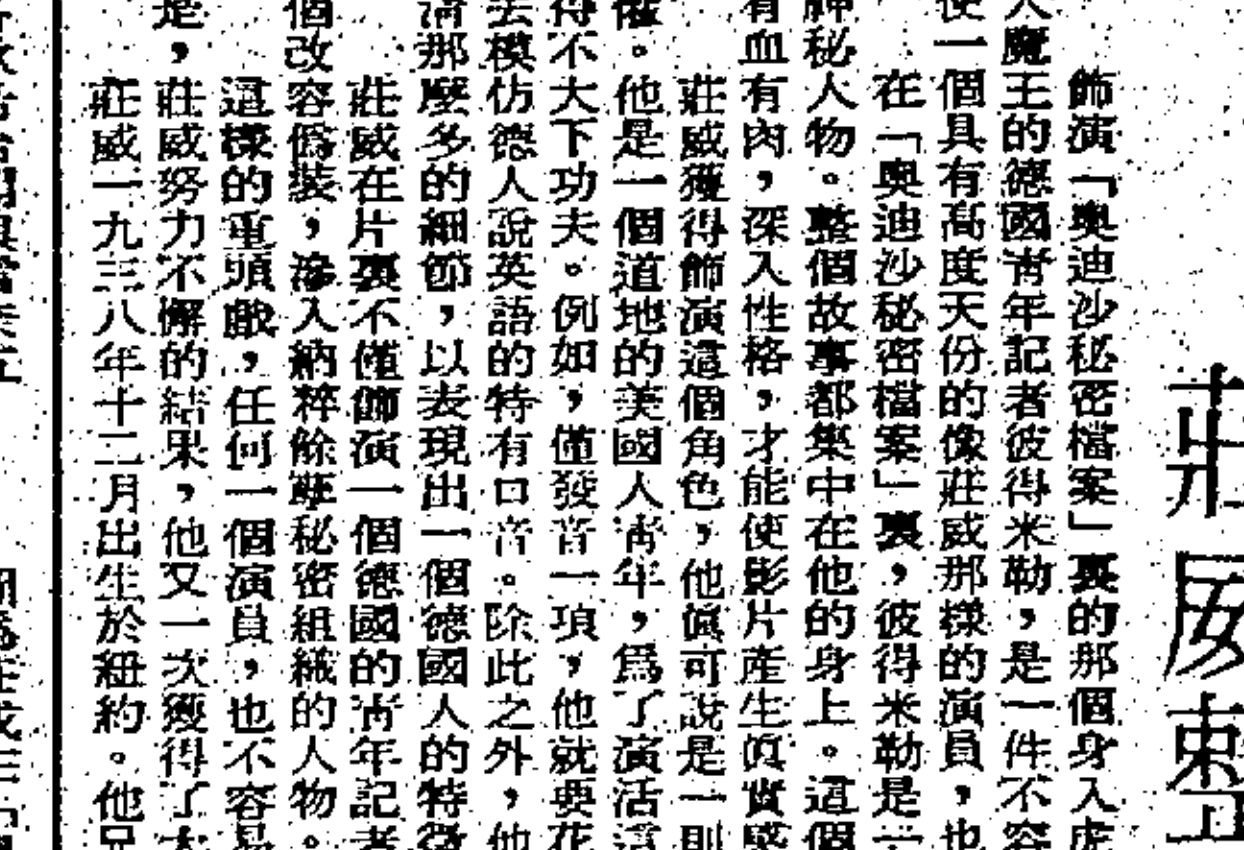 莊威
飾演「奧迪沙秘密檔案」裏的那個身入虎
魔王的德國青年記者彼得米勒，是一件不容
使一個具有高度天份的像莊威那樣的演員，也
在「奧迪沙秘密檔案」裏，彼得米勒是一
神秘人物。整個故事都集中在他的身上。這個
有血有肉，深入性格，才能使影片產生真實感
莊威獲得飾演這個角色，他真可說是一則
。他是一個道地的美國人青年，爲了演活這
得不大下功夫。例如，僅發音一項，他就要花
去模仿德人說英語的特有口音。除此之外，他
清那麼多的細節，以表現出一個德國人的特徵
莊威在片裏不僅飾演一個德國的青年記者
個改容僞裝，滲入納粹餘孽秘密組織的人物。
這樣的重頭戲，任何一個演員，也不容易
是，莊威努力不懈的結果，他又一次獲得了大
莊威一九三八年十二月出生於紐約。他兄